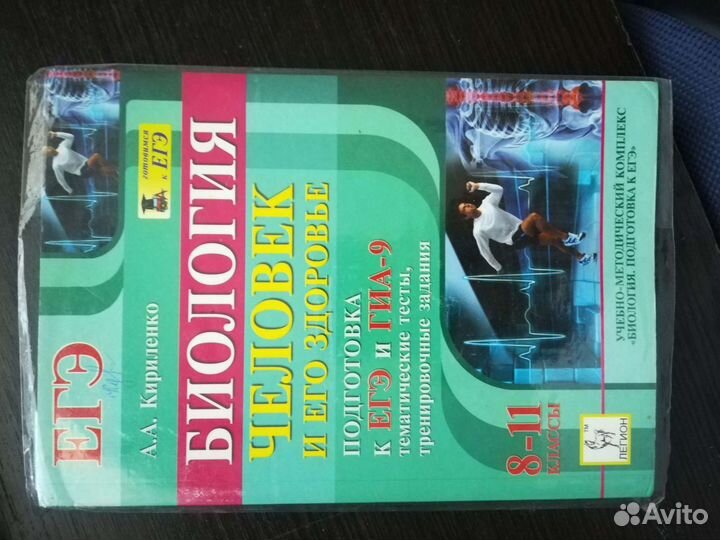 ЕГЭ
готовимся
к ЕГЭ
А.А. Кириленко
БИОЛОГИЯ
ЧЕЛОВЕК
И ЕГО ЗДОРОВЬЕ
ПОДГОТОВКА
К ЕГЭ И ГИА-9
тематические тесты,
тренировочные задания
8–11
КЛАССЫ
ТМ
ЛЕГИОН
УЧЕБНО-МЕТОДИЧЕСКИЙ КОМПЛЕКС
«БИОЛОГИЯ. ПОДГОТОВКА К ЕГЭ»
Avito